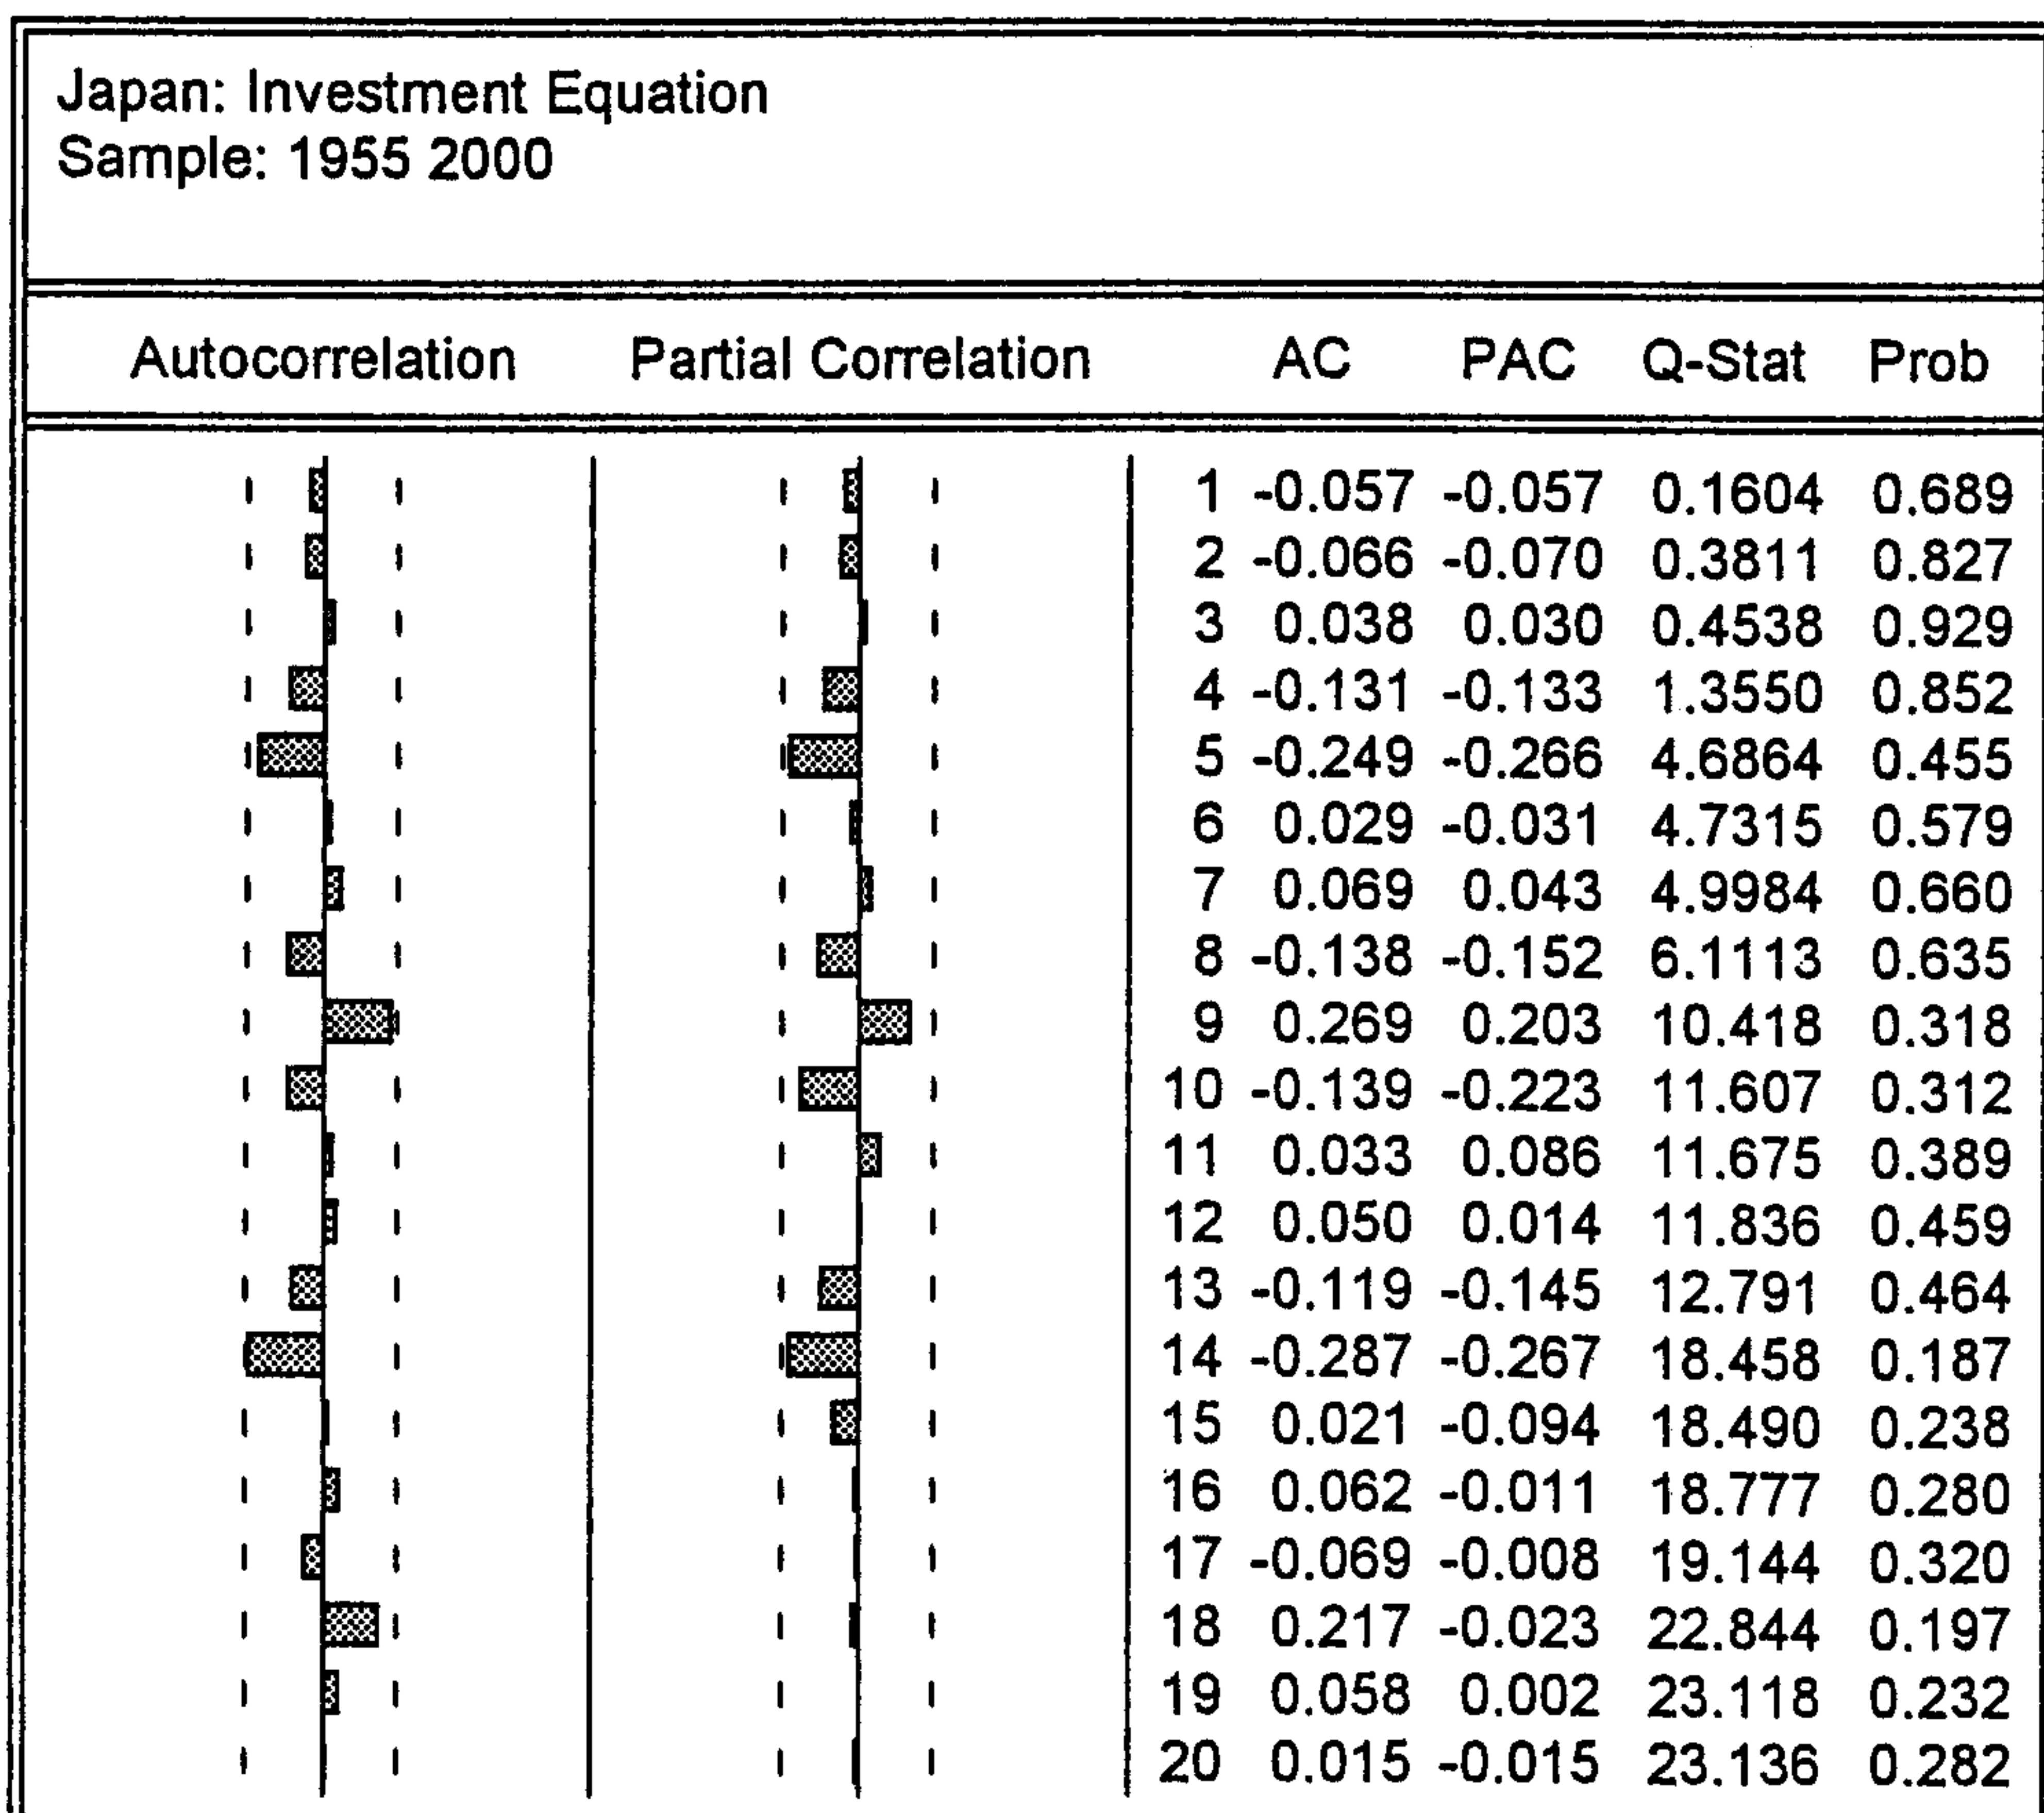 Japan: Investment Equation
Sample: 1955 2000
Autocorrelation Partial Correlation AC PAC Q-Stat Prob
1 -0.057 -0.057 0.1604 0.689
2 -0.066 -0.070 0.3811 0.827
3 0.038 0.030 0.4538 0.929
4 -0.131 -0.133 1.3550 0.852
5 -0.249 -0.266 4.6864 0.455
6 0.029 -0.031 4.7315 0.579
7 0.069 0.043 4.9984 0.660
8 -0.138 -0.152 6.1113 0.635
9 0.269 0.203 10.418 0.318
10 -0.139 -0.223 11.607 0.312
11 0.033 0.086 11.675 0.389
12 0.050 0.014 11.836 0.459
13 -0.119 -0.145 12.791 0.464
14 -0.287 -0.267 18.458 0.187
15 0.021 -0.094 18.490 0.238
16 0.062 -0.011 18.777 0.280
17 -0.069 -0.008 19.144 0.320
18 0.217 -0.023 22.844 0.197
19 0.058 0.002 23.118 0.232
20 0.015 -0.015 23.136 0.282